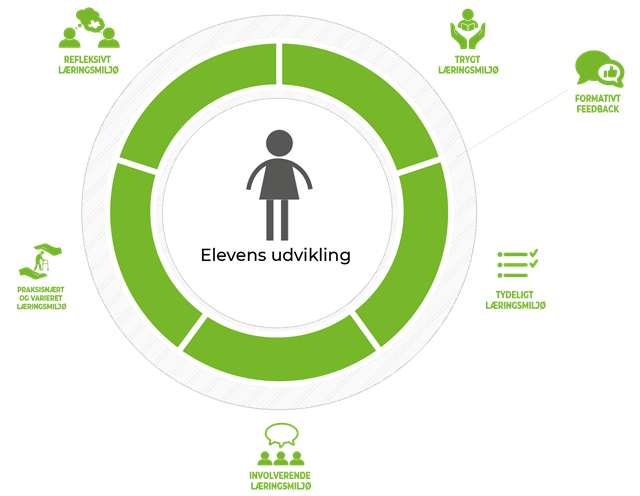 REFLEKSIVT
LÆRINGSMILJØ
TRYGT
LÆRINGSMILJØ
FORMATIVT
FEEDBACK
Elevens udvikling
PRAKSISNÆRT
OG VARIERET
LÆRINGSMILJØ
TYDELIGT
LÆRINGSMILJØ
INVOLVERENDE
LÆRINGSMILJØ